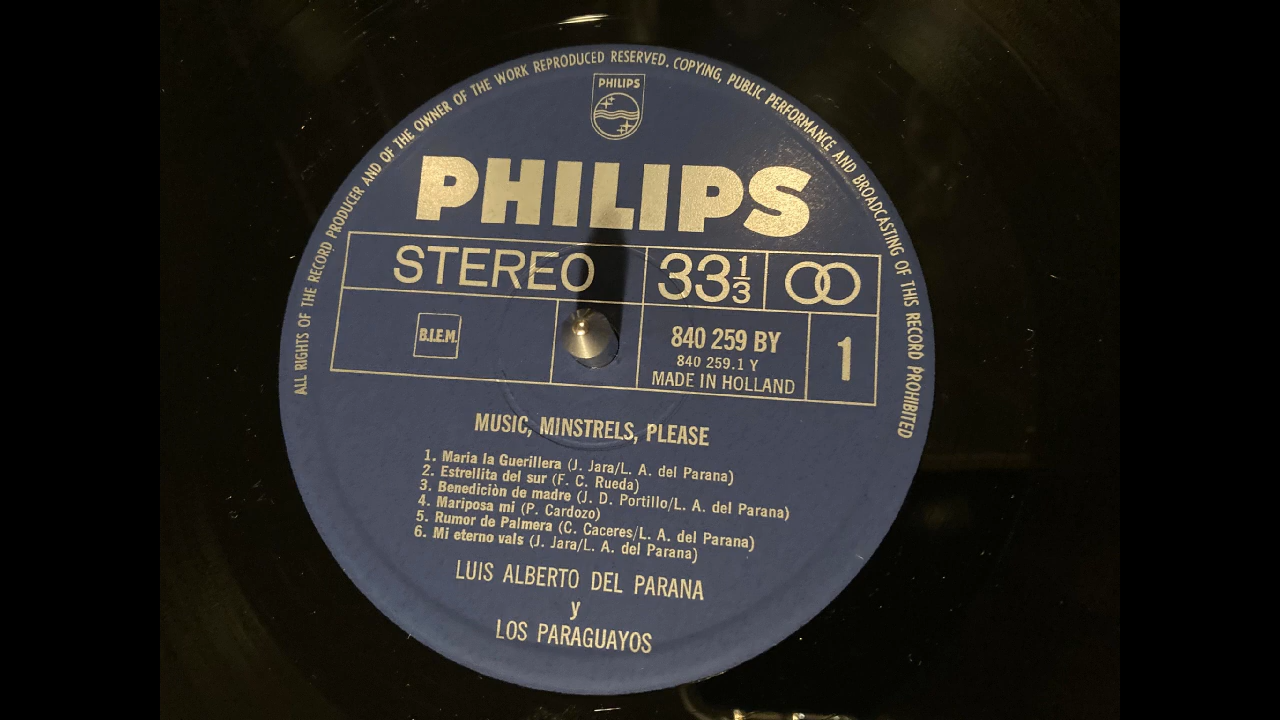 ALL RIGHTS OF THE RECORD PRODUCER AND OF THE OWNER OF THE WORK REPRODUCED RESERVED. COPYING, PUBLIC PERFORMANCE AND BROADCASTING OF THIS RECORD PROHIBITED
PHILIPS
PHILIPS
STEREO 33 1/3
B.I.E.M. 840 259 BY 1
840 259.1 Y
MADE IN HOLLAND
MUSIC, MINSTRELS, PLEASE
1. Maria la Guerillera (J. Jara/L. A. del Parana)
2. Estrellita del sur (F. C. Rueda)
3. Benediciòn de madre (J. D. Portillo/L. A. del Parana)
4. Mariposa mi (P. Cardozo)
5. Rumor de Palmera (C. Caceres/L. A. del Parana)
6. Mi eterno vals (J. Jara/L. A. del Parana)
LUIS ALBERTO DEL PARANA
y
LOS PARAGUAYOS